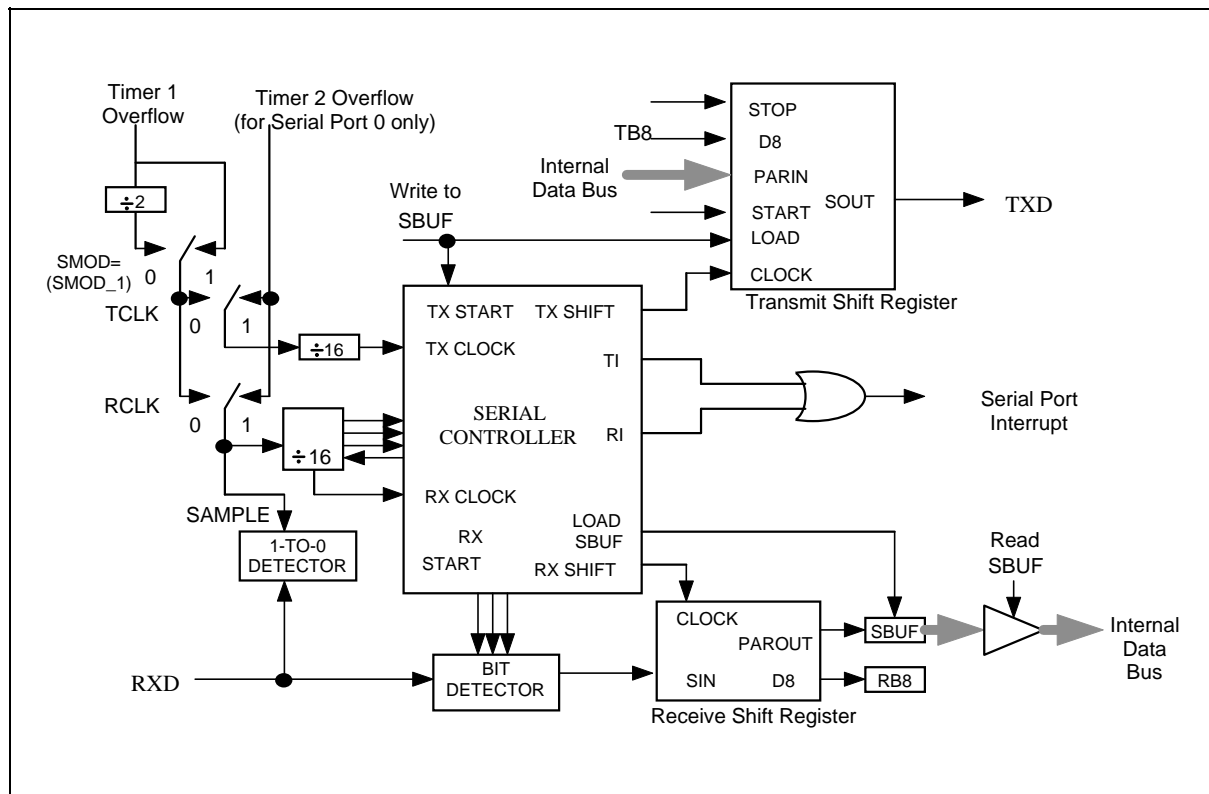 Timer 1
Overflow
Timer 2 Overflow
(for Serial Port 0 only)
÷2
SMOD=
(SMOD_1)
0
1
TCLK
0
1
RCLK
0
1
÷16
÷16
SAMPLE
1-TO-0
DETECTOR
RXD
Write to
SBUF
TB8
Internal
Data Bus
STOP
D8
PARIN
START
LOAD
CLOCK
SOUT
Transmit Shift Register
TXD
TX START
TX SHIFT
TX CLOCK
TI
SERIAL
CONTROLLER
RI
RX CLOCK
LOAD
SBUF
RX
START
RX SHIFT
Serial Port
Interrupt
BIT
DETECTOR
CLOCK
PAROUT
SIN
D8
Receive Shift Register
SBUF
RB8
Read
SBUF
Internal
Data
Bus